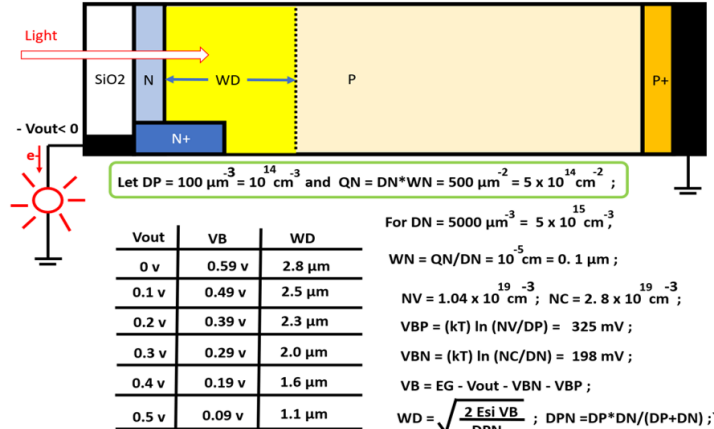 Light
SiO2 N WD P P+
N+
- Vout< 0
e-
Let DP = 100 µm-3 = 10 14 cm-3 and QN = DN*WN = 500 µm-2 = 5 x 10 14 cm-2 ;
For DN = 5000 µm-3 = 5 x 10 15 cm-3,
WN = QN/DN = 10 -5 cm = 0. 1 µm ;
NV = 1.04 x 10 19 cm-3 ; NC = 2. 8 x 10 19 cm-3 ;
VBP = (kT) ln (NV/DP) = 325 mV ;
VBN = (kT) ln (NC/DN) = 198 mV ;
VB = EG - Vout - VBN - VBP ;
WD = √ 2 Esi VB / DPN ; DPN =DP*DN/(DP+DN) ;
Vout VB WD
0 v 0.59 v 2.8 µm
0.1 v 0.49 v 2.5 µm
0.2 v 0.39 v 2.3 µm
0.3 v 0.29 v 2.0 µm
0.4 v 0.19 v 1.6 µm
0.5 v 0.09 v 1.1 µm